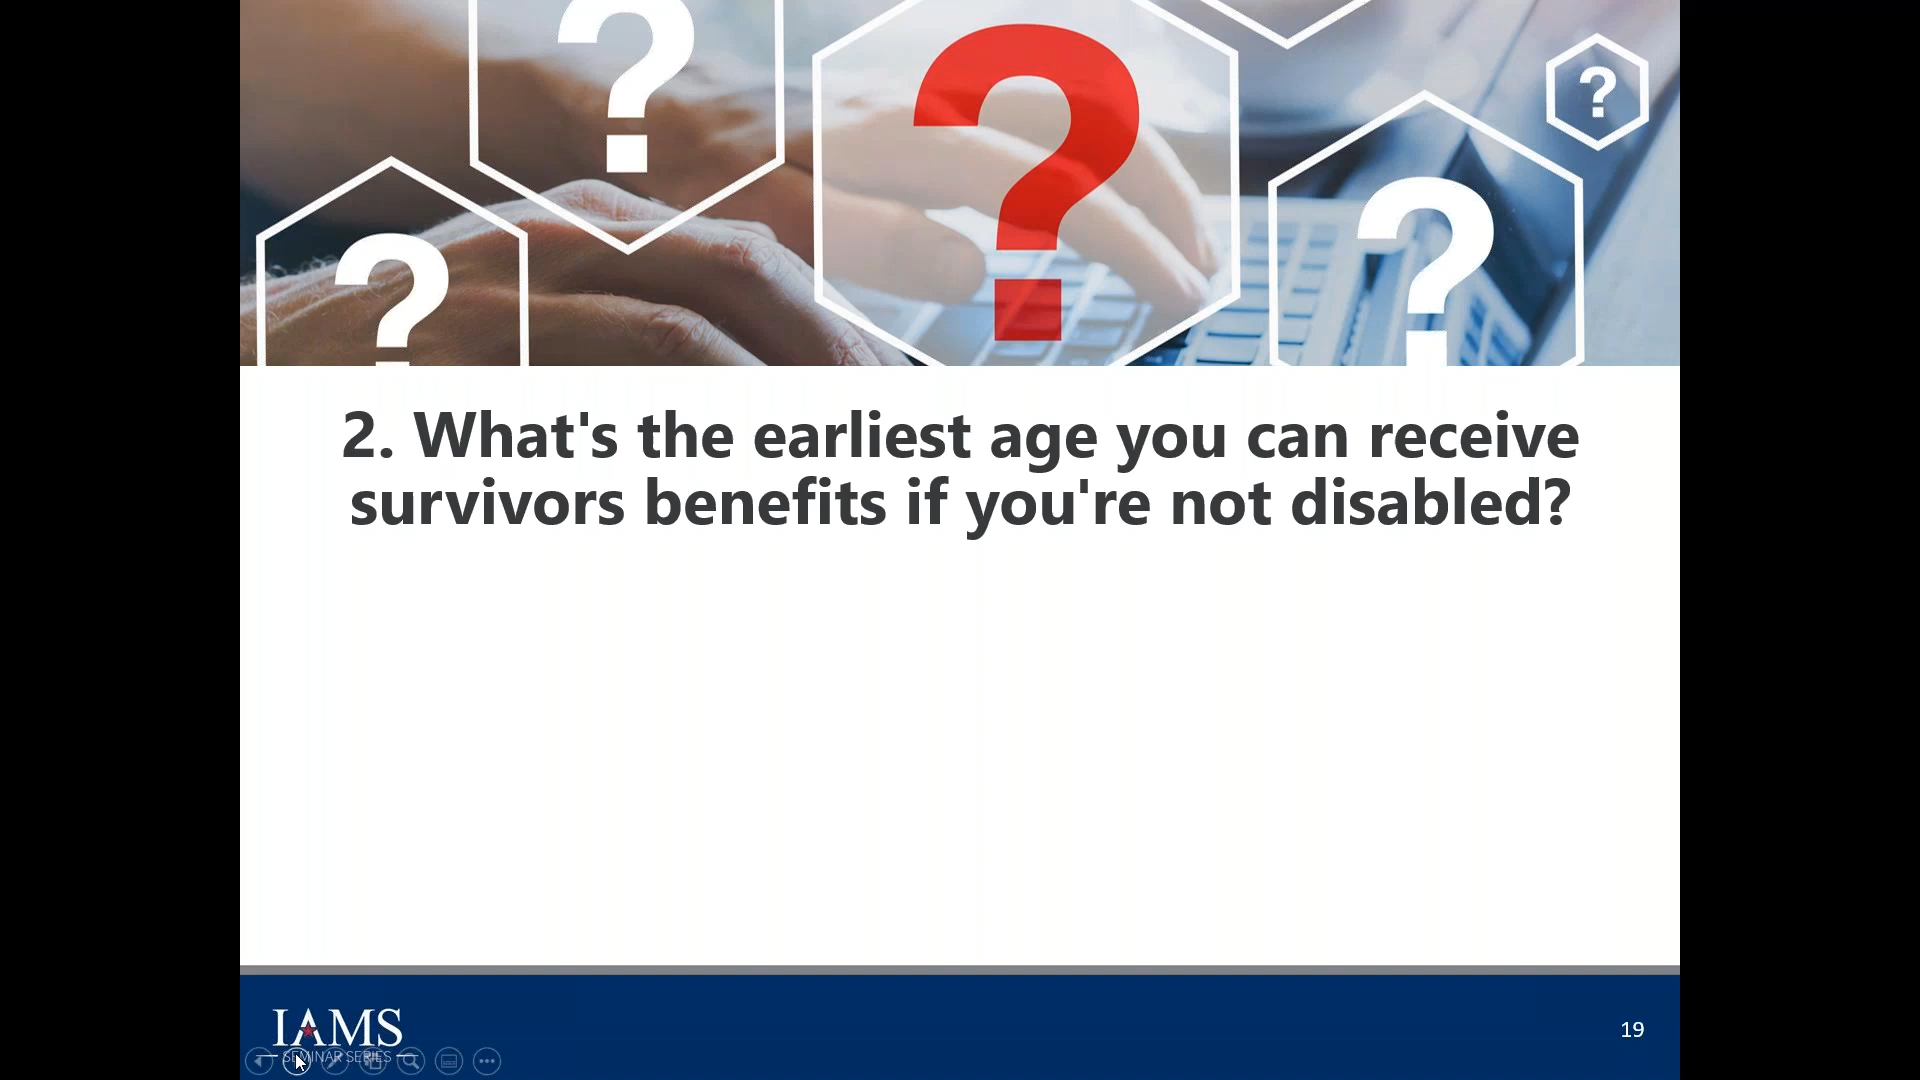 ?
?
?
?
?
2. What's the earliest age you can receive
survivors benefits if you're not disabled?
IAMS
SEMINAR SERIES
19